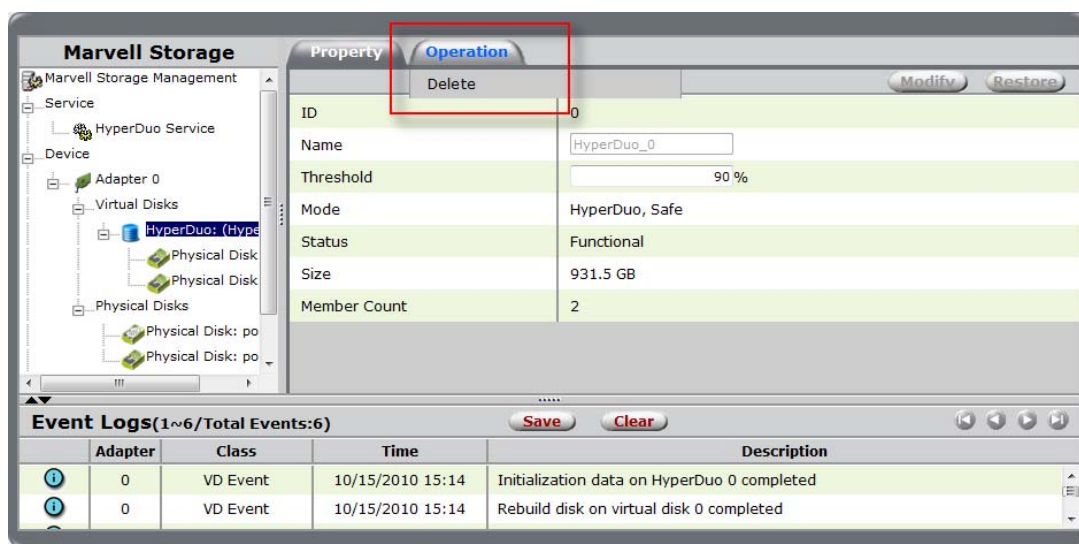 Marvell Storage
Marvell Storage Management
Service
HyperDuo Service
Device
Adapter 0
Virtual Disks
HyperDuo: (Hype
Physical Disk
Physical Disk
Physical Disks
Physical Disk: po
Physical Disk: po
Property Operation
Delete
Modify Restore
ID 0
Name HyperDuo_0
Threshold 90 %
Mode HyperDuo, Safe
Status Functional
Size 931.5 GB
Member Count 2
Event Logs(1~6/Total Events:6) Save Clear
Adapter Class Time Description
0 VD Event 10/15/2010 15:14 Initialization data on HyperDuo 0 completed
0 VD Event 10/15/2010 15:14 Rebuild disk on virtual disk 0 completed